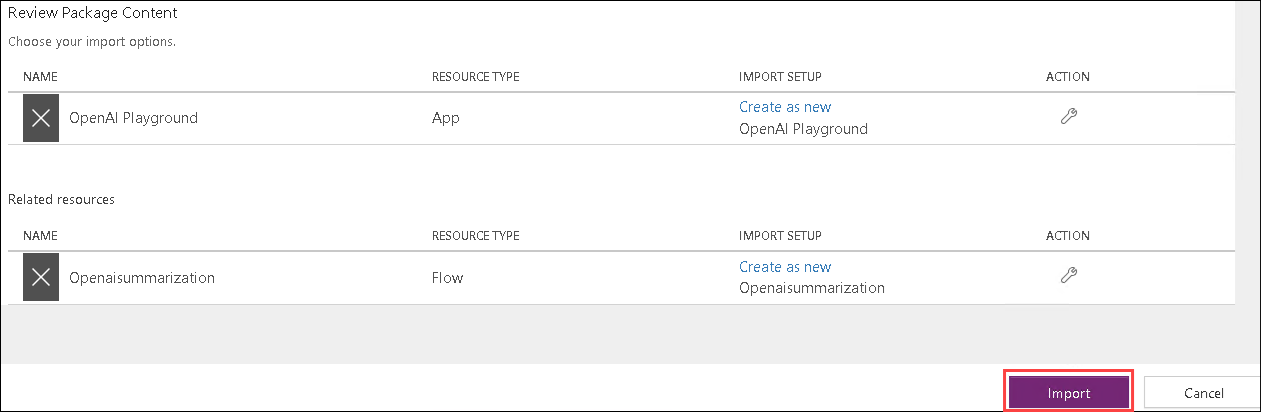 Review Package Content
Choose your import options.
NAME RESOURCE TYPE IMPORT SETUP ACTION
OpenAI Playground App Create as new
OpenAI Playground
Related resources
NAME RESOURCE TYPE IMPORT SETUP ACTION
Openaisummarization Flow Create as new
Openaisummarization
Import Cancel